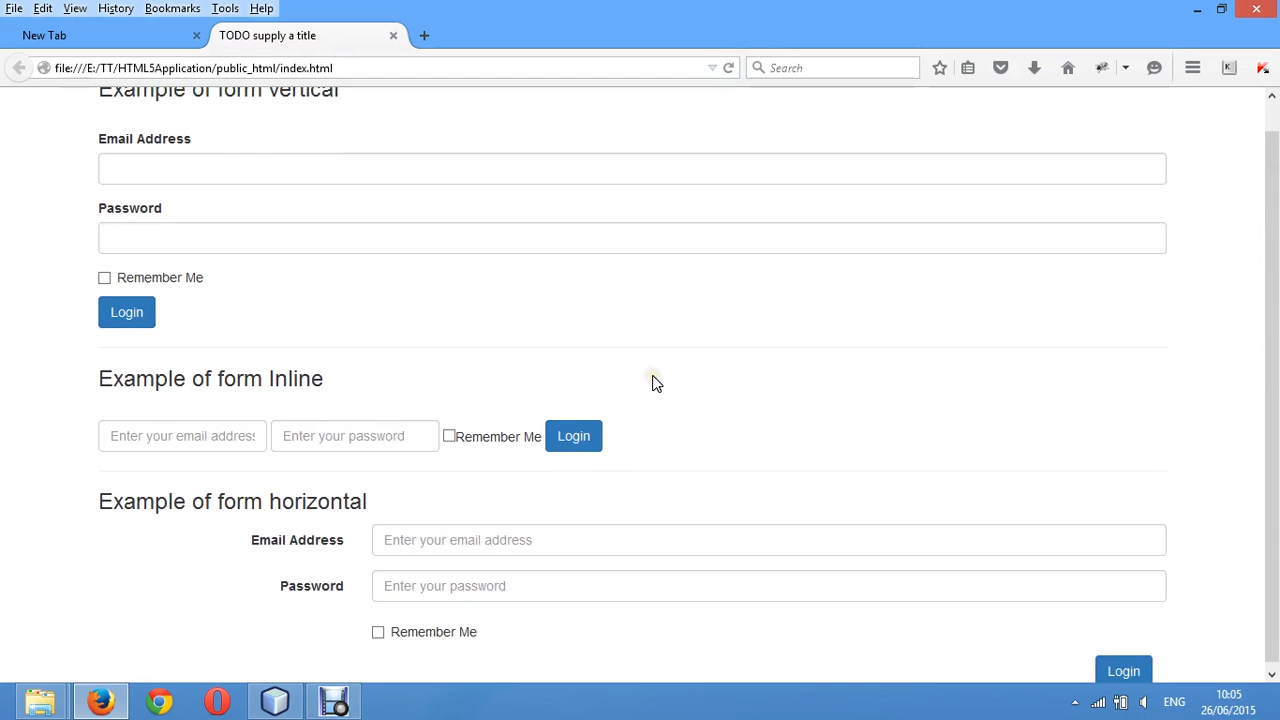 File Edit View History Bookmarks Tools Help
New Tab
TODO supply a title
file:///E:/TT/HTML5Application/public_html/index.html
Search
Example of form vertical
Email Address
Password
Remember Me
Login
Example of form Inline
Enter your email address Enter your password Remember Me Login
Example of form horizontal
Email Address Enter your email address
Password Enter your password
Remember Me
Login
ENG
10:05
26/06/2015